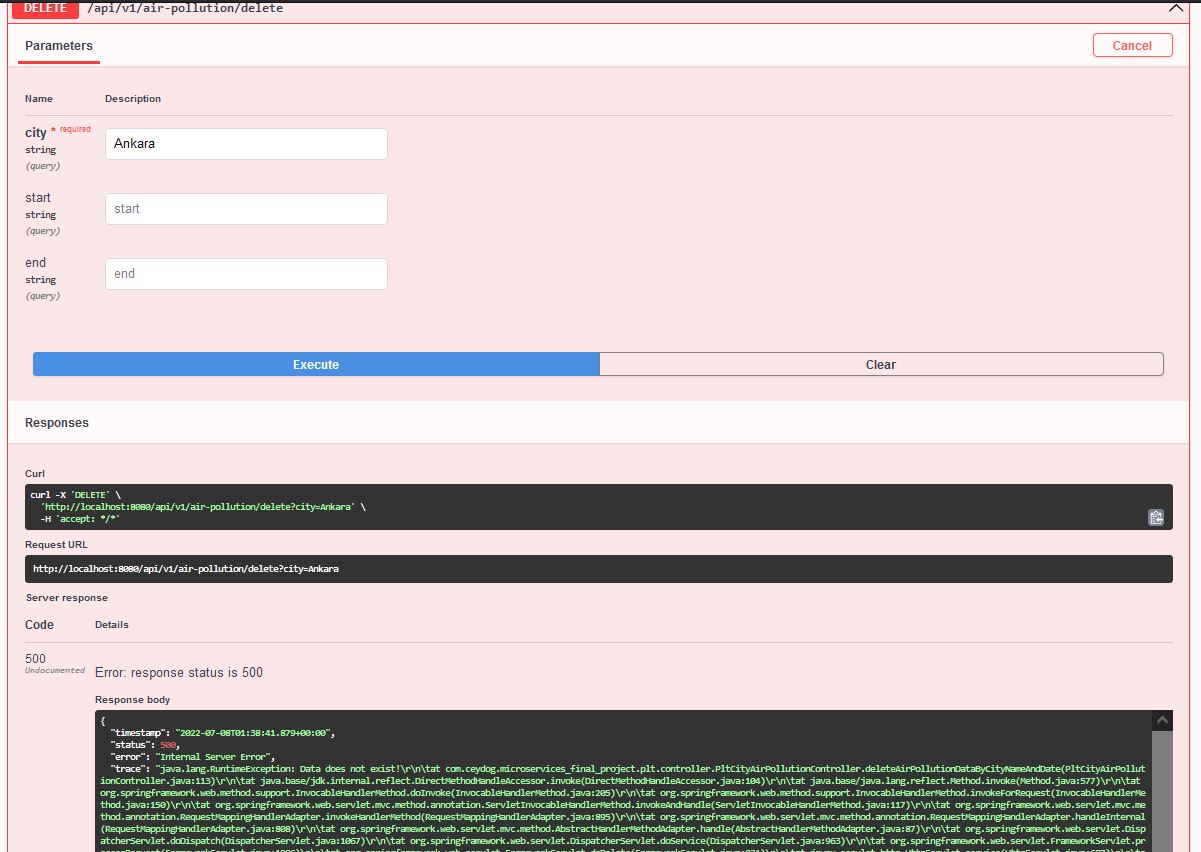 DELETE /api/v1/air-pollution/delete
Parameters
Cancel
Name Description
city * required
string
(query)
Ankara
start
string
(query)
start
end
string
(query)
end
Execute Clear
Responses
Curl
curl -X 'DELETE' \
'http://localhost:8080/api/v1/air-pollution/delete?city=Ankara' \
-H 'accept: */*'
Request URL
http://localhost:8080/api/v1/air-pollution/delete?city=Ankara
Server response
Code Details
500
Undocumented
Error: response status is 500
Response body
{
"timestamp": "2022-07-08T01:38:41.879+00:00",
"status": 500,
"error": "Internal Server Error",
"trace": "java.lang.RuntimeException: Data does not exist!\r\n\tat com.ceydog.microservices_final_project.plt.controller.PltCityAirPollutionController.deleteAirPollutionDataByCityNameAndDate(PltCityAirPollut
ionController.java:113)\r\n\tat java.base/jdk.internal.reflect.DirectMethodHandleAccessor.invoke(DirectMethodHandleAccessor.java:104)\r\n\tat java.base/java.lang.reflect.Method.invoke(Method.java:577)\r\n\tat
org.springframework.web.method.support.InvocableHandlerMethod.doInvoke(InvocableHandlerMethod.java:205)\r\n\tat org.springframework.web.method.support.InvocableHandlerMethod.invokeForRequest(InvocableHandlerMe
thod.java:150)\r\n\tat org.springframework.web.servlet.mvc.method.annotation.ServletInvocableHandlerMethod.invokeAndHandle(ServletInvocableHandlerMethod.java:117)\r\n\tat org.springframework.web.servlet.mvc.me
thod.annotation.RequestMappingHandlerAdapter.invokeHandlerMethod(RequestMappingHandlerAdapter.java:895)\r\n\tat org.springframework.web.servlet.mvc.method.annotation.RequestMappingHandlerAdapter.handleInternal
(RequestMappingHandlerAdapter.java:808)\r\n\tat org.springframework.web.servlet.mvc.method.AbstractHandlerMethodAdapter.handle(AbstractHandlerMethodAdapter.java:87)\r\n\tat org.springframework.web.servlet.Disp
atcherServlet.doDispatch(DispatcherServlet.java:1067)\r\n\tat org.springframework.web.servlet.DispatcherServlet.doService(DispatcherServlet.java:963)\r\n\tat org.springframework.web.servlet.FrameworkServlet.pr